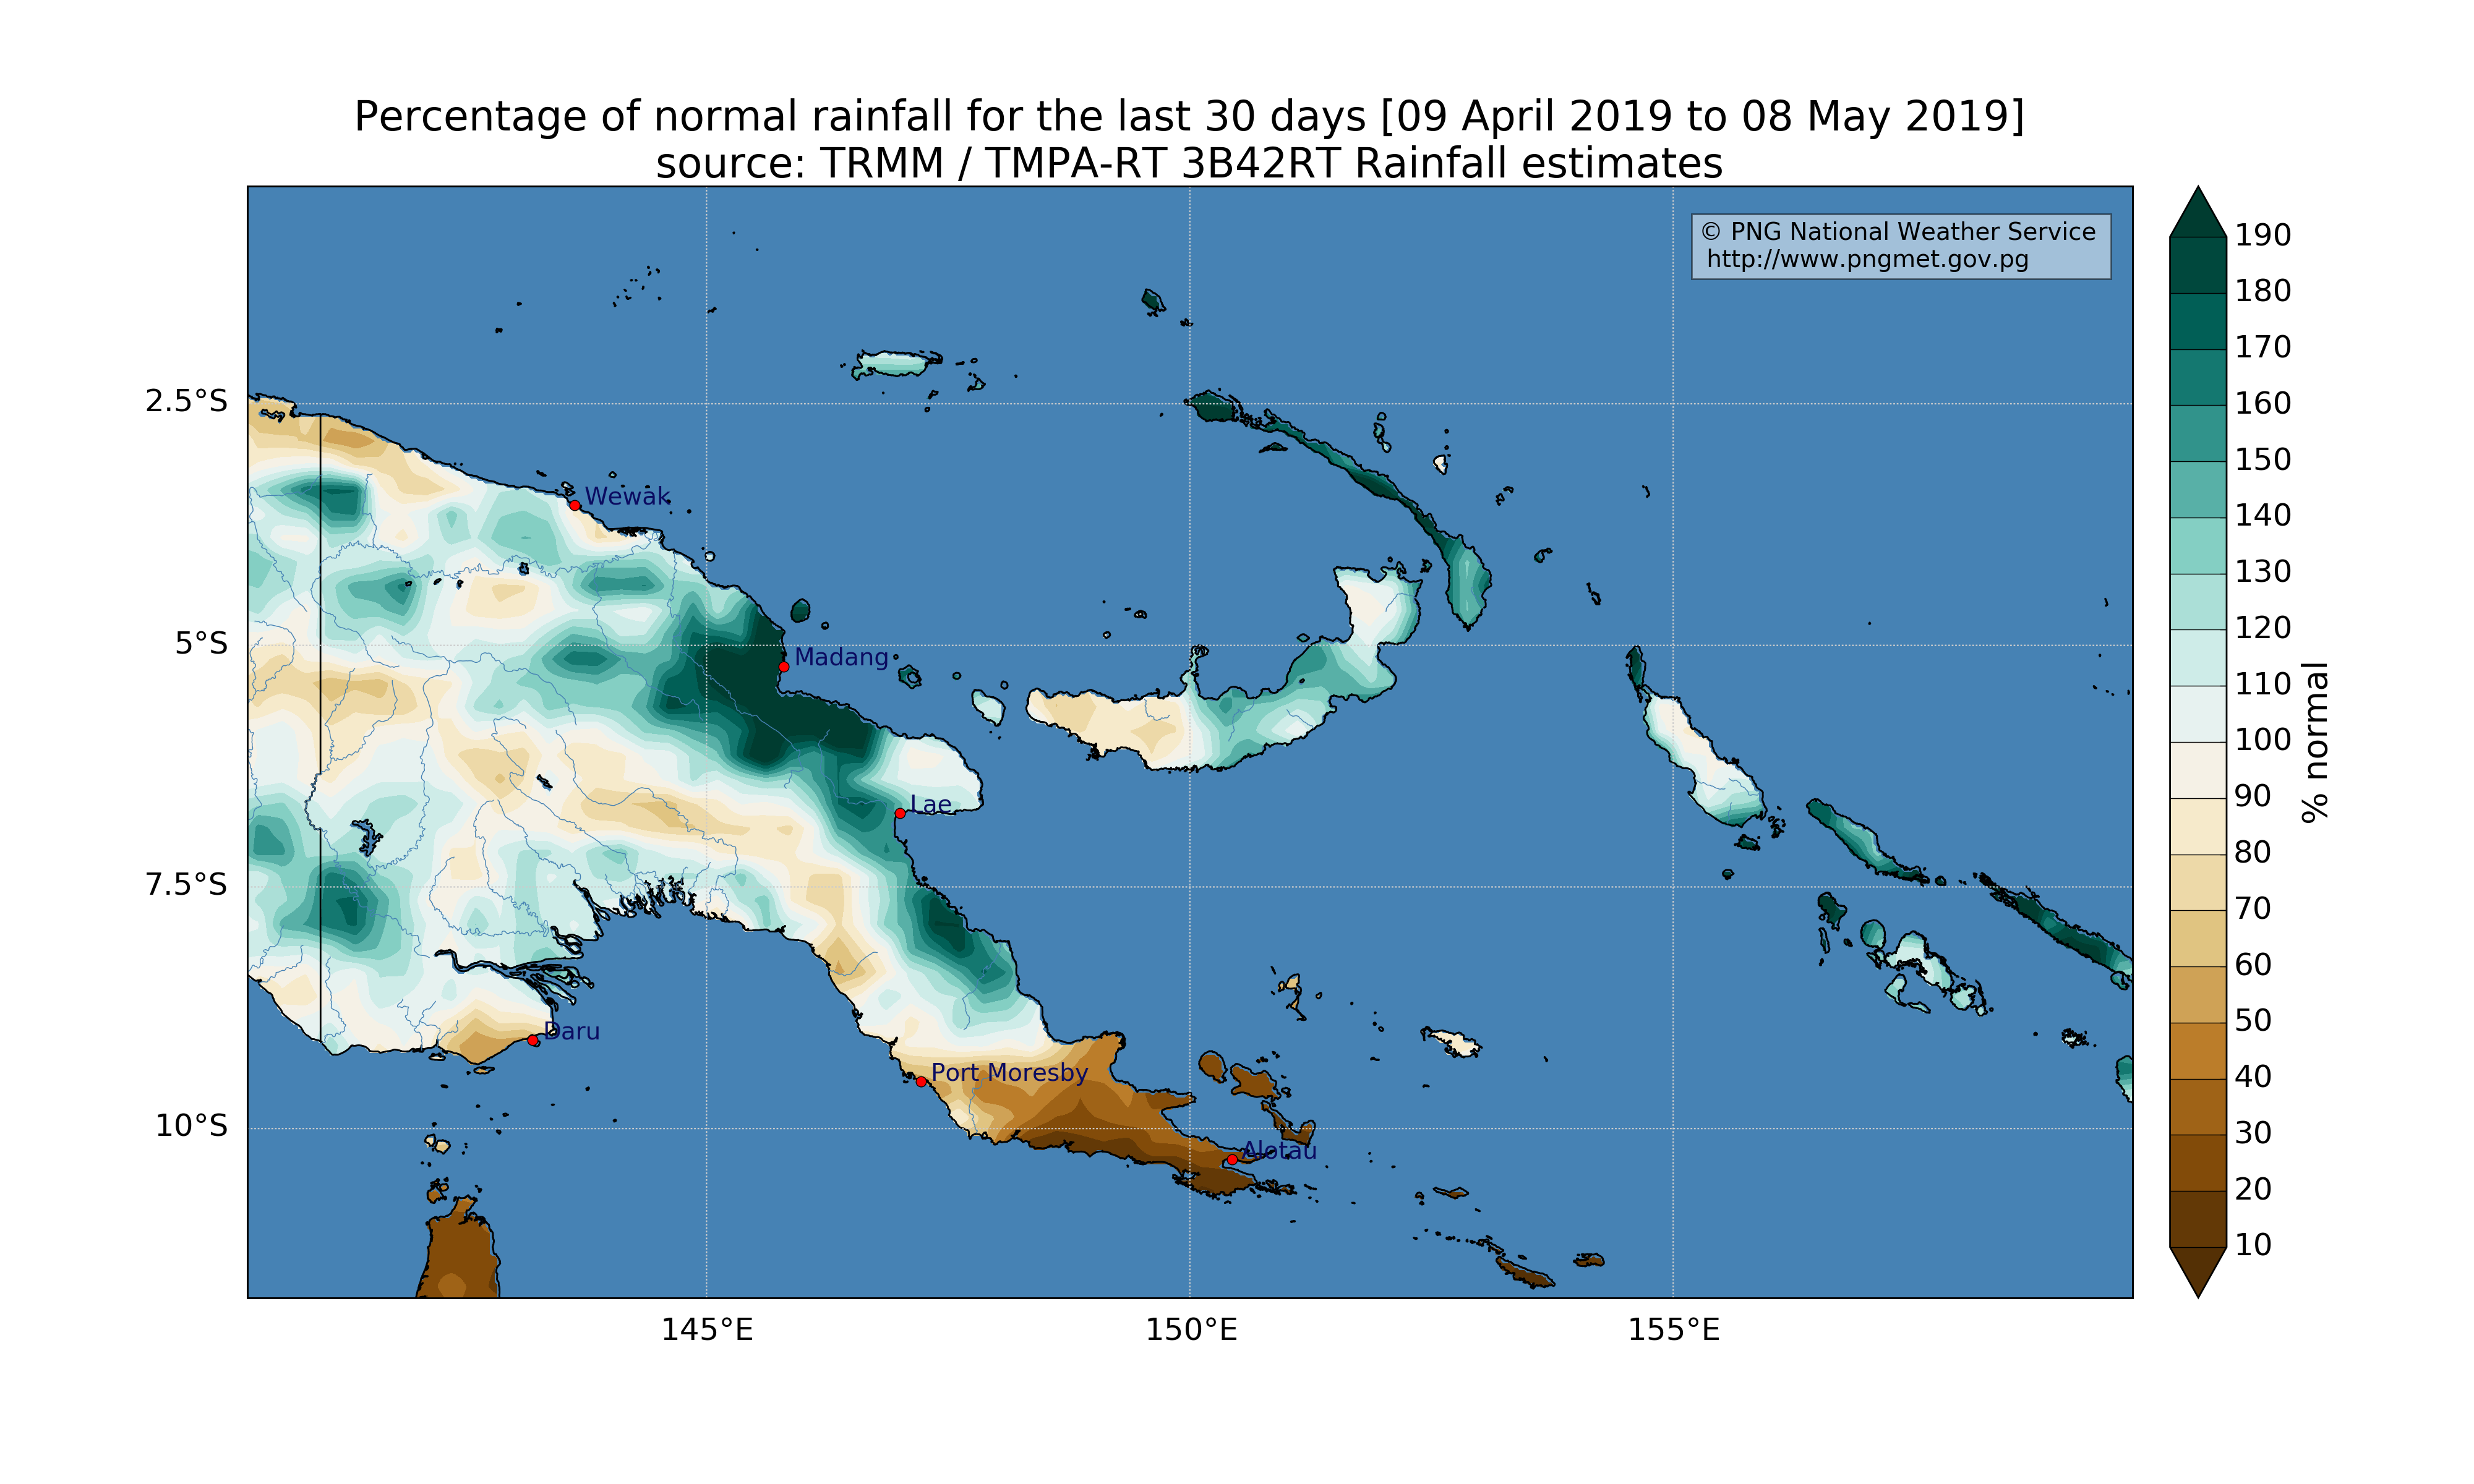 Percentage of normal rainfall for the last 30 days [09 April 2019 to 08 May 2019]
source: TRMM / TMPA-RT 3B42RT Rainfall estimates
© PNG National Weather Service
http://www.pngmet.gov.pg
190
180
170
160
150
140
130
120
110
100
90
80
70
60
50
40
30
20
10
% normal
2.5°S
5°S
7.5°S
10°S
Wewak
Madang
Lae
Daru
Port Moresby
Alotau
145°E
150°E
155°E